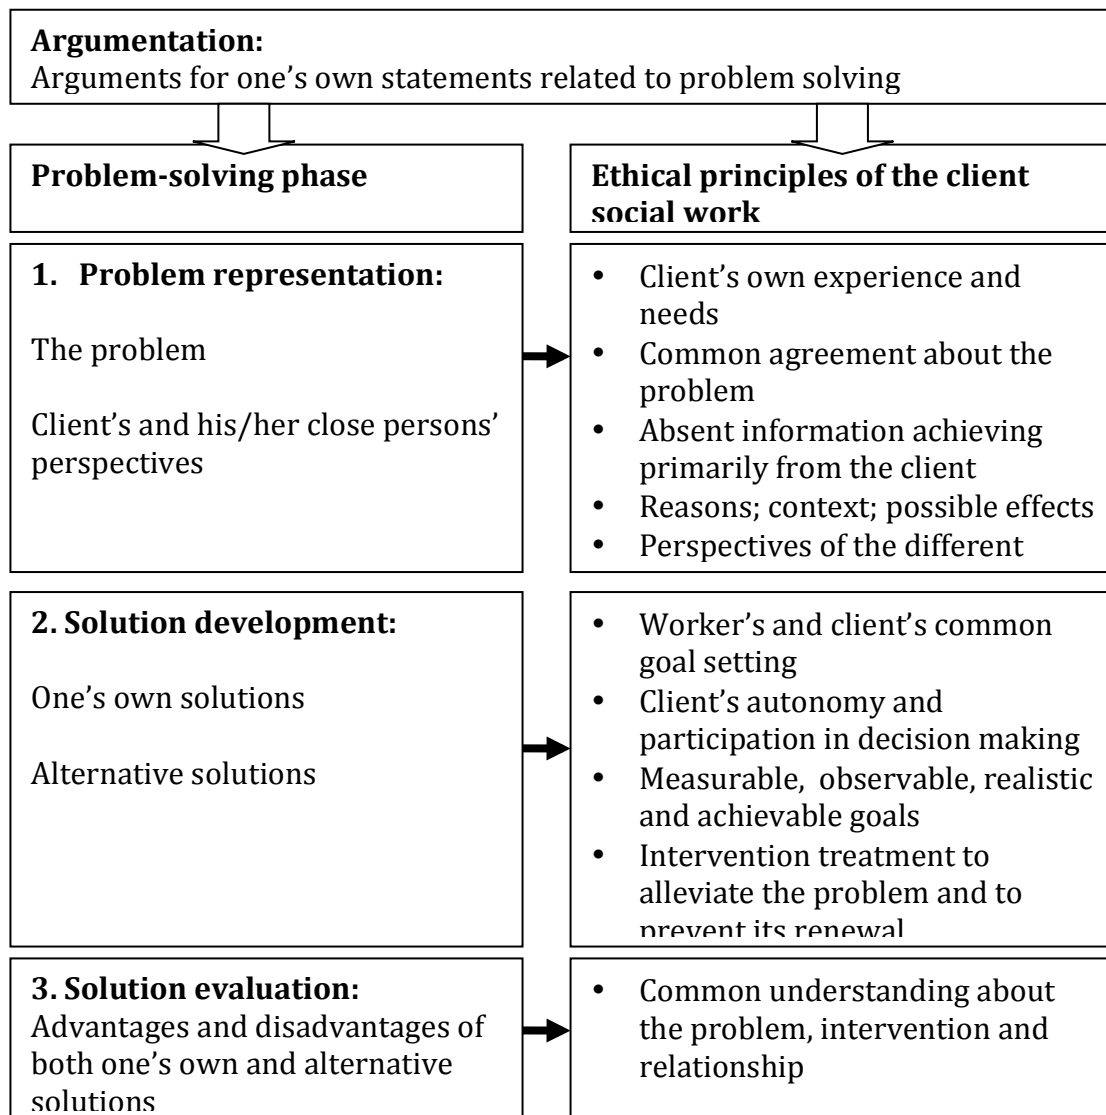 Argumentation:
Arguments for one’s own statements related to problem solving
Problem-solving phase
Ethical principles of the client
social work
1. Problem representation:
The problem
Client’s and his/her close persons’
perspectives
• Client’s own experience and
needs
• Common agreement about the
problem
• Absent information achieving
primarily from the client
• Reasons; context; possible effects
• Perspectives of the different
2. Solution development:
One’s own solutions
Alternative solutions
• Worker’s and client’s common
goal setting
• Client’s autonomy and
participation in decision making
• Measurable, observable, realistic
and achievable goals
• Intervention treatment to
alleviate the problem and to
prevent its renewal
3. Solution evaluation:
Advantages and disadvantages of
both one’s own and alternative
solutions
• Common understanding about
the problem, intervention and
relationship